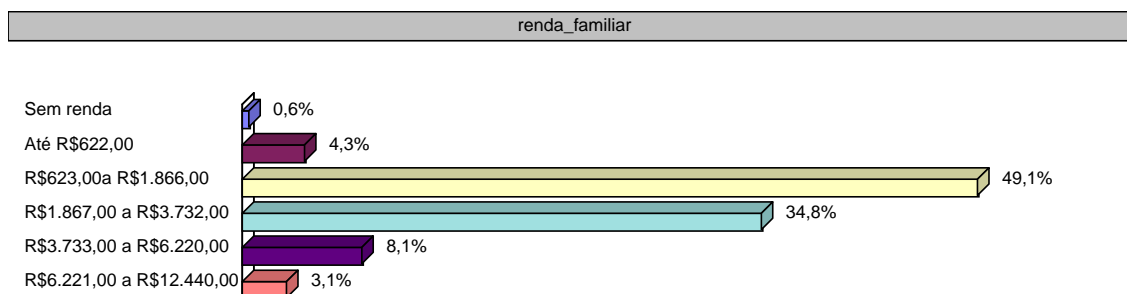 renda_familiar
Sem renda 0,6%
Até R$622,00 4,3%
R$623,00a R$1.866,00 49,1%
R$1.867,00 a R$3.732,00 34,8%
R$3.733,00 a R$6.220,00 8,1%
R$6.221,00 a R$12.440,00 3,1%